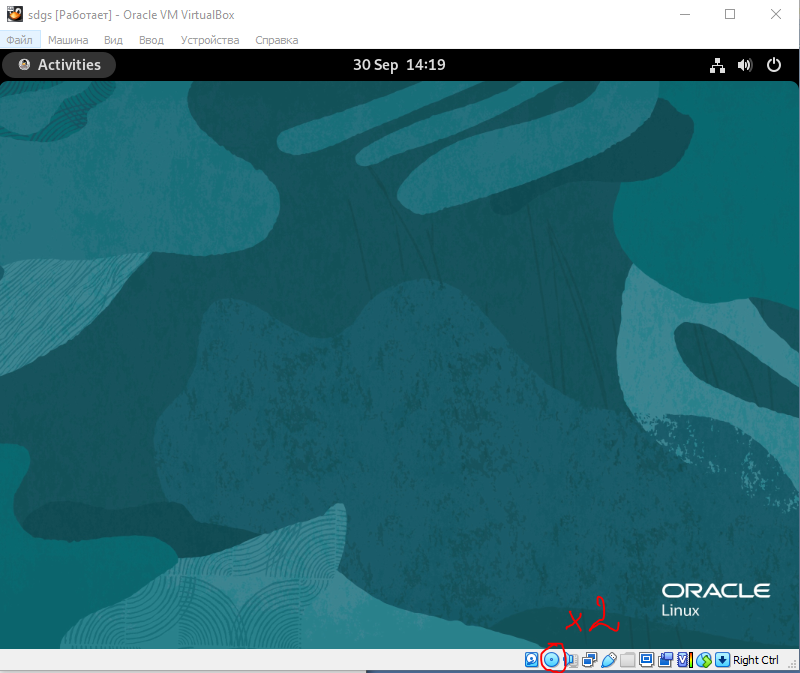 sdgs [Работает] - Oracle VM VirtualBox
Файл Машина Вид Ввод Устройства Справка
Activities 30 Sep 14:19
ORACLE
Linux
x2
Right Ctrl